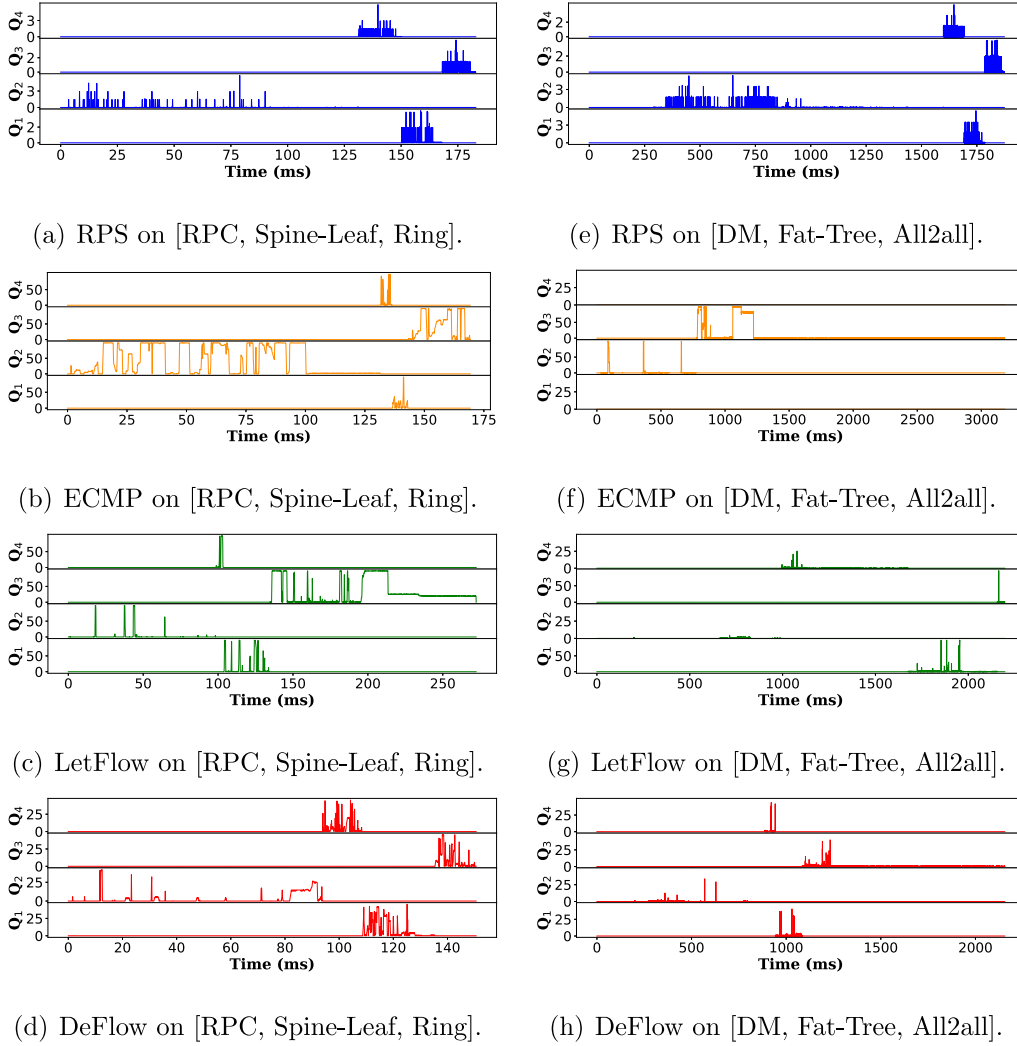 Q4 3 0
Q3 2 0
Q2 3 0
Q1 2 0
0 25 50 75 100 125 150 175
Time (ms)
(a) RPS on [RPC, Spine-Leaf, Ring].
Q4 2 0
Q3 2 0
Q2 3 0
Q1 3 0
0 250 500 750 1000 1250 1500 1750
Time (ms)
(e) RPS on [DM, Fat-Tree, All2all].
Q4 50 0
Q3 50 0
Q2 50 0
Q1 50 0
0 25 50 75 100 125 150 175
Time (ms)
(b) ECMP on [RPC, Spine-Leaf, Ring].
Q4 25 0
Q3 50 0
Q2 50 0
Q1 25 0
0 500 1000 1500 2000 2500 3000
Time (ms)
(f) ECMP on [DM, Fat-Tree, All2all].
Q4 50 0
Q3 50 0
Q2 50 0
Q1 50 0
0 50 100 150 200 250
Time (ms)
(c) LetFlow on [RPC, Spine-Leaf, Ring].
Q4 25 0
Q3 50 0
Q2 50 0
Q1 50 0
0 500 1000 1500 2000
Time (ms)
(g) LetFlow on [DM, Fat-Tree, All2all].
Q4 25 0
Q3 25 0
Q2 25 0
Q1 25 0
0 20 40 60 80 100 120 140
Time (ms)
(d) DeFlow on [RPC, Spine-Leaf, Ring].
Q4 25 0
Q3 25 0
Q2 25 0
Q1 25 0
0 500 1000 1500 2000
Time (ms)
(h) DeFlow on [DM, Fat-Tree, All2all].